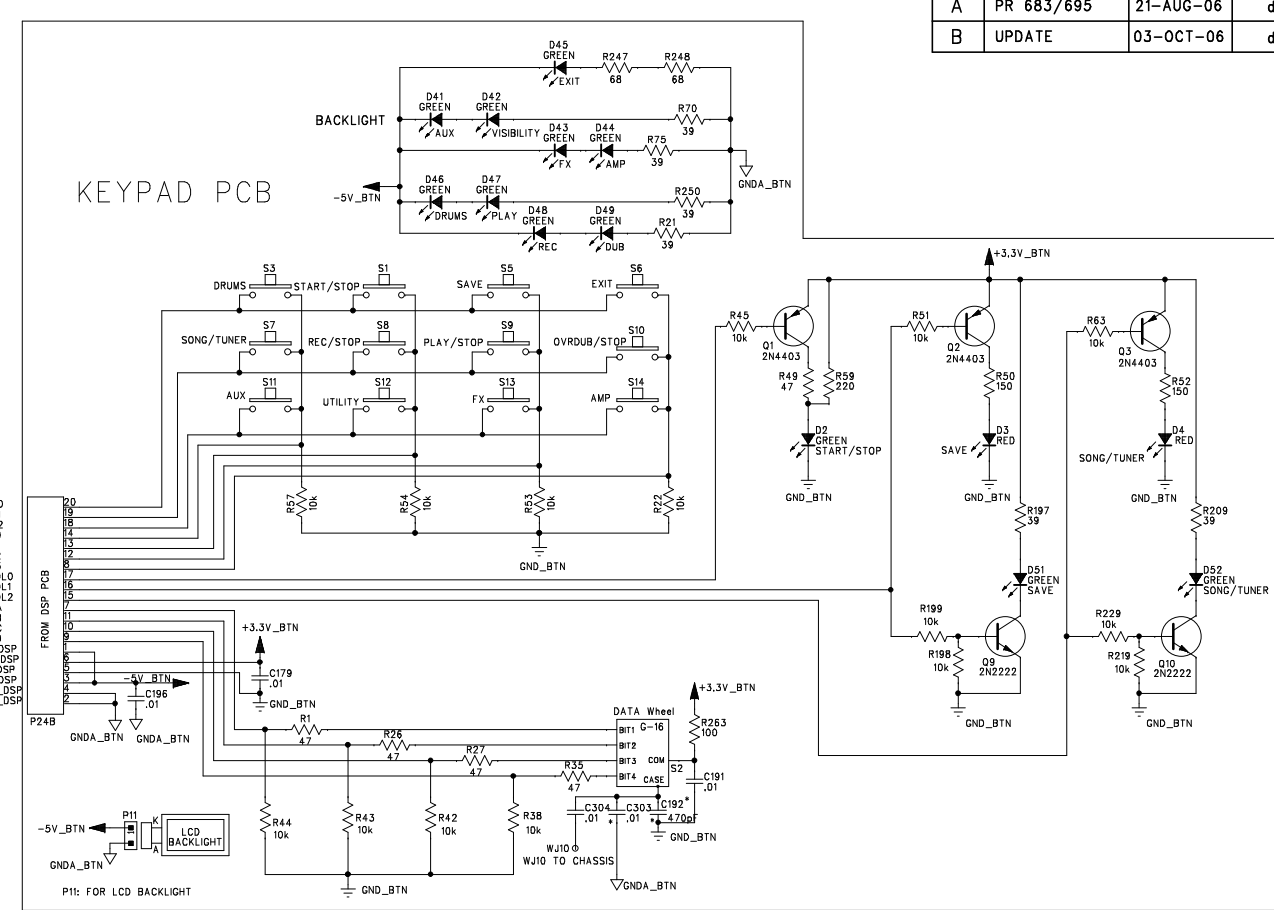 A PR 683/695 21-AUG-06 d
B UPDATE 03-OCT-06 d
KEYPAD PCB
BACKLIGHT
D45
GREEN
EXIT
R247
68
R248
68
D41
GREEN
AUX
D42
GREEN
VISIBILITY
R70
39
D43
GREEN
FX
D44
GREEN
AMP
R75
39
GNDA_BTN
-5V_BTN
D46
GREEN
DRUMS
D47
GREEN
PLAY
R250
39
D48
GREEN
REC
D49
GREEN
DUB
R21
39
S3
DRUMS
S1
START/STOP
S5
SAVE
S6
EXIT
S7
SONG/TUNER
S8
REC/STOP
S9
PLAY/STOP
S10
OVRDUB/STOP
S11
AUX
S12
UTILITY
S13
FX
S14
AMP
R57
10k
R54
10k
R53
10k
R22
10k
GND_BTN
+3,3V_BTN
R45
10k
Q1
2N4403
R49
47
R59
220
D2
GREEN
START/STOP
GND_BTN
R51
10k
Q2
2N4403
R50
150
D3
RED
SAVE
GND_BTN
R63
10k
Q3
2N4403
R52
150
D4
RED
SONG/TUNER
GND_BTN
R197
39
D51
GREEN
SAVE
R199
10k
R198
10k
Q9
2N2222
GND_BTN
R209
39
D52
GREEN
SONG/TUNER
R229
10k
R219
10k
Q10
2N2222
GND_BTN
FROM DSP PCB
20
19
18
14
13
12
8
17
16
15
7
11
10
9
1
6
5
3
4
2
P24B
+3.3V_BTN
C179
.01
GND_BTN
-5V_BTN
C196
.01
GNDA_BTN
GNDA_BTN
R1
47
R26
47
R27
47
R35
47
R44
10k
R43
10k
R42
10k
R38
10k
GND_BTN
DATA Wheel
G-16
BIT1
BIT2
BIT3
BIT4
COM
CASE
S2
+3,3V_BTN
R263
100
C191
.01
C304
.01
C303
.01
*
C192
470pF
*
*
GND_BTN
WJ10
WJ10 TO CHASSIS
GNDA_BTN
-5V_BTN
P11
K
A
LCD
BACKLIGHT
GNDA_BTN
P11: FOR LCD BACKLIGHT